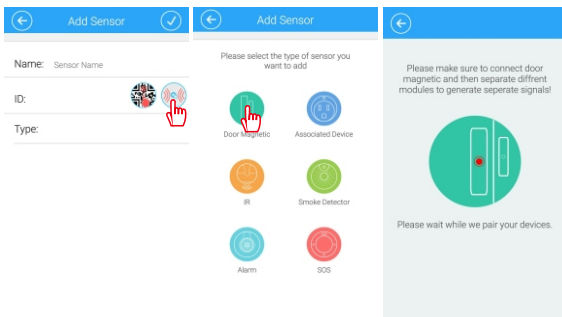 Add Sensor
Name: Sensor Name
ID:
Type:
Add Sensor
Please select the type of sensor you
want to add
Door Magnetic
Associated Device
IR
Smoke Detector
Alarm
SOS
Please make sure to connect door
magnetic and then separate diffrent
modules to generate seperate signals!
Please wait while we pair your devices.